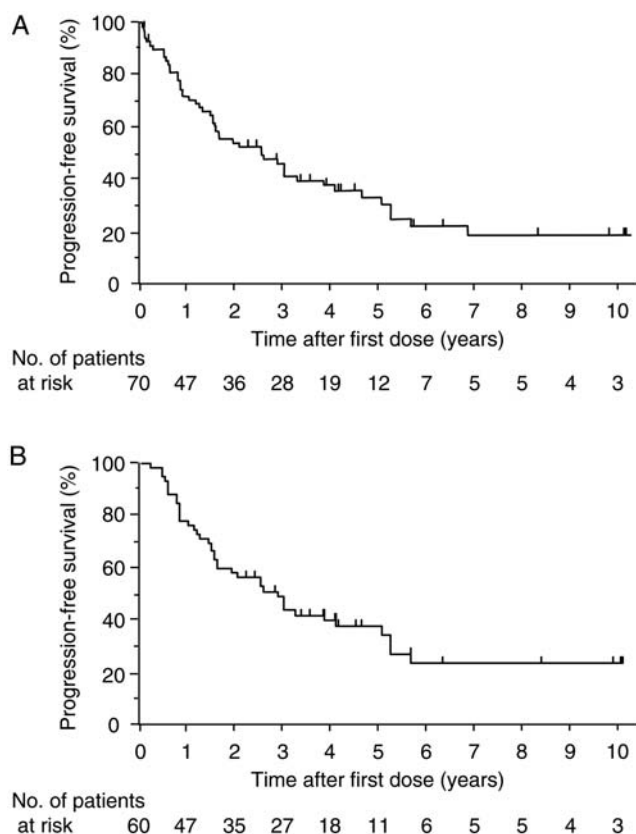 A
Progression-free survival (%)
100
80
60
40
20
0
0 1 2 3 4 5 6 7 8 9 10
Time after first dose (years)
No. of patients
at risk 70 47 36 28 19 12 7 5 5 4 3
B
Progression-free survival (%)
100
80
60
40
20
0
0 1 2 3 4 5 6 7 8 9 10
Time after first dose (years)
No. of patients
at risk 60 47 35 27 18 11 6 5 5 4 3